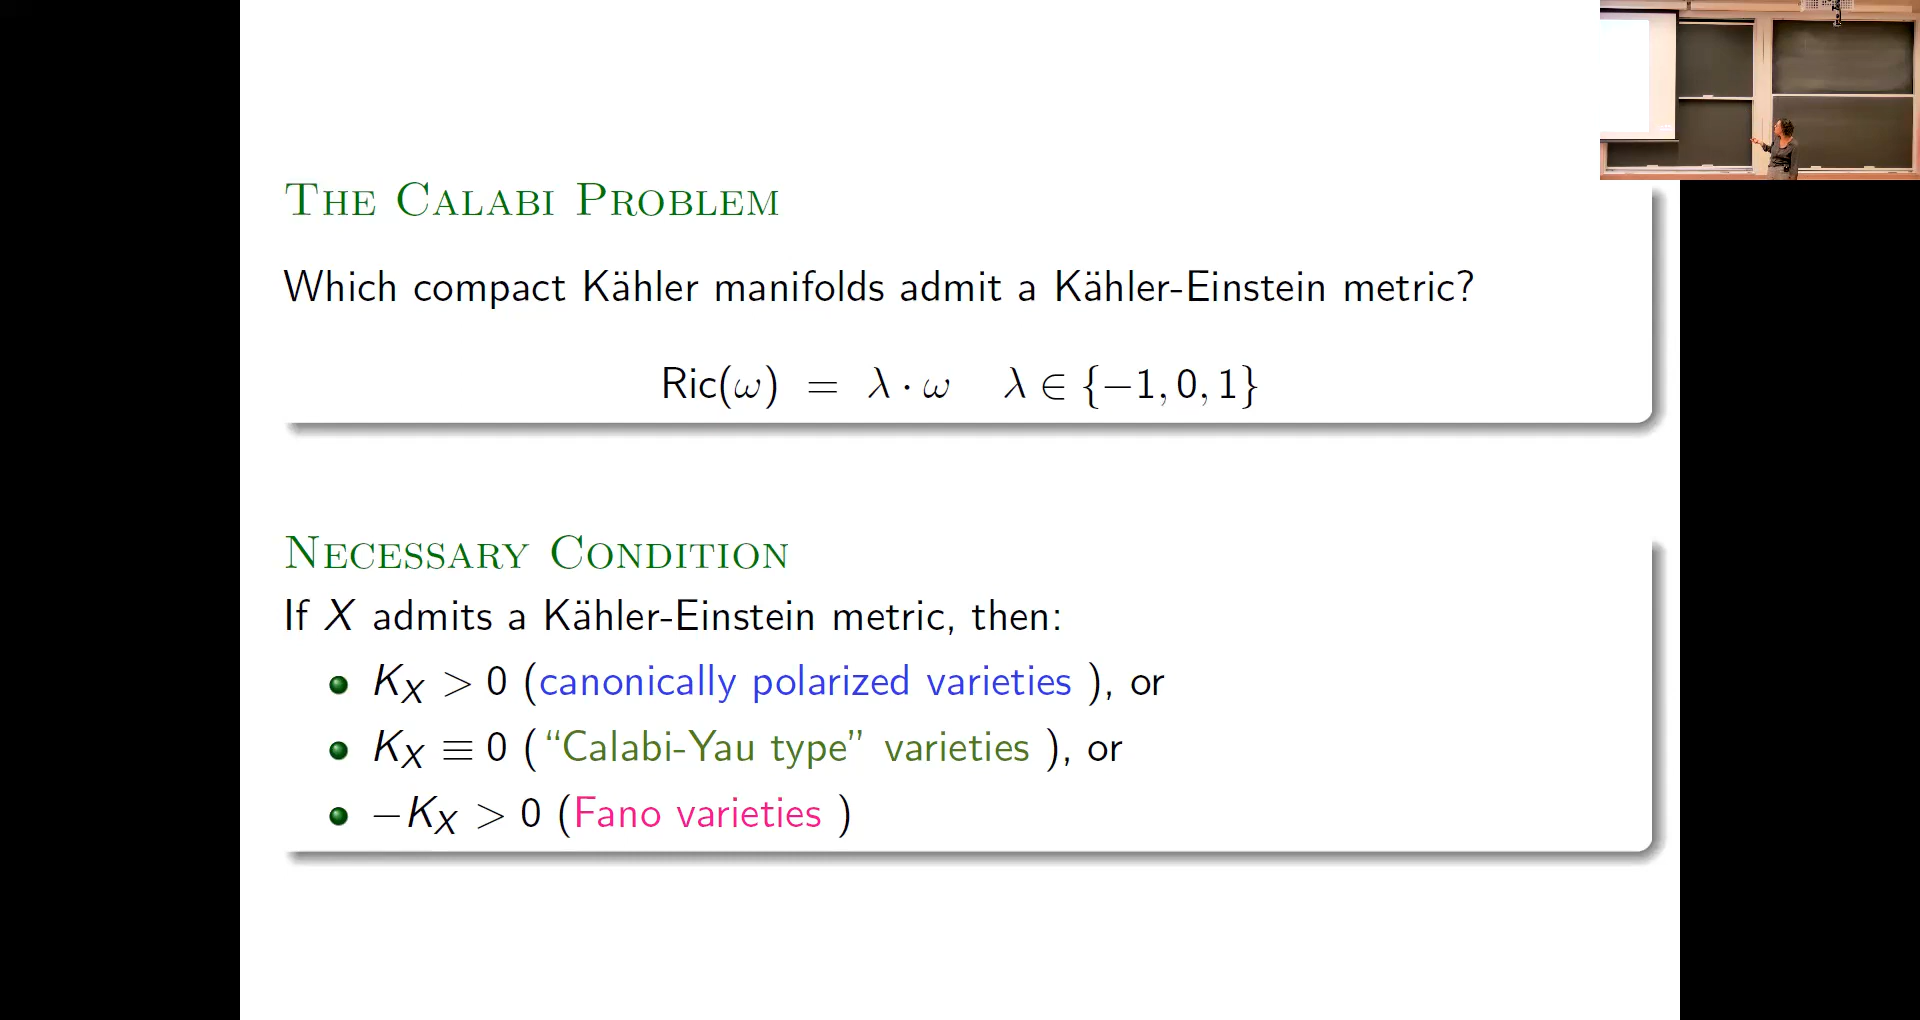 The Calabi Problem
Which compact Kähler manifolds admit a Kähler-Einstein metric?
Ric(ω) = λ · ω λ ∈ {−1, 0, 1}
Necessary Condition
If X admits a Kähler-Einstein metric, then:
K_X > 0 (canonically polarized varieties ), or
K_X ≡ 0 (“Calabi-Yau type” varieties ), or
−K_X > 0 (Fano varieties )